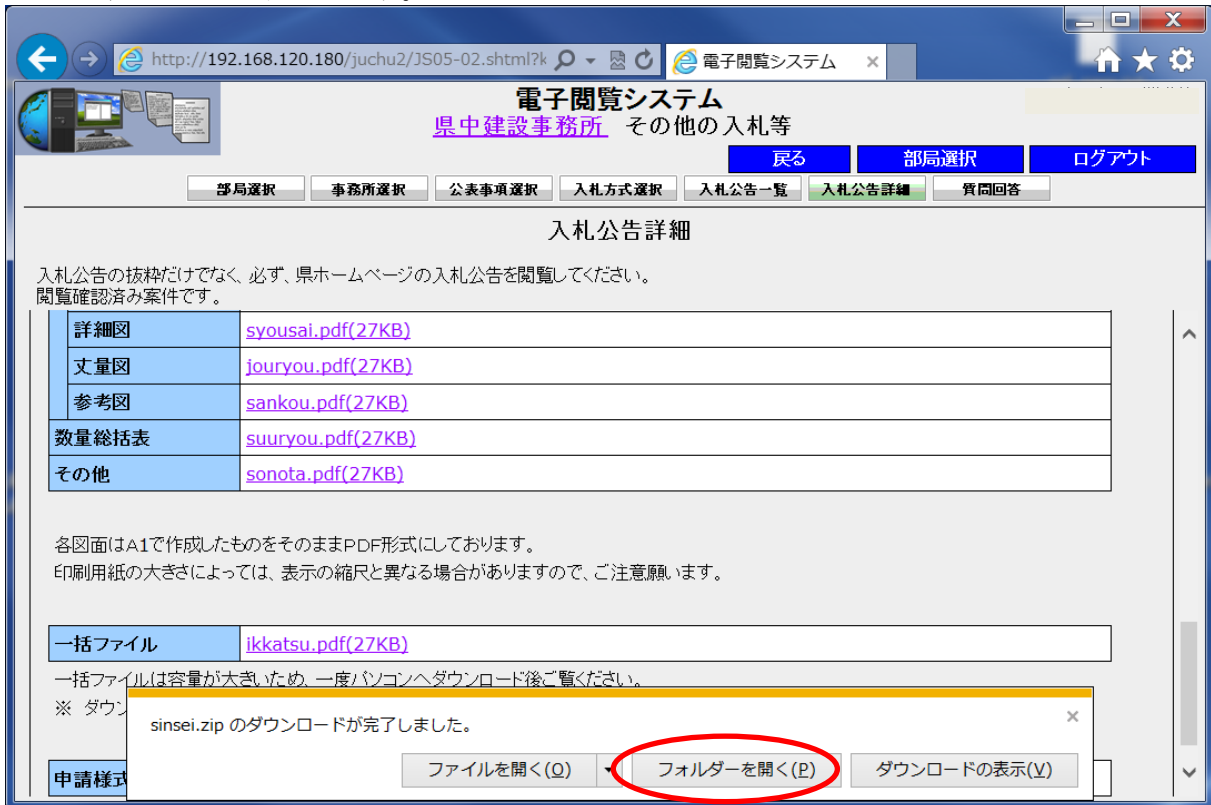 http://192.168.120.180/juchu2/JS05-02.shtml?k
電子閲覧システム
電子閲覧システム
県中建設事務所 その他の入札等
戻る 部局選択 ログアウト
部局選択 事務所選択 公表事項選択 入札方式選択 入札公告一覧 入札公告詳細 質問回答
入札公告詳細
入札公告の抜粋だけでなく、必ず、県ホームページの入札公告を閲覧してください。
閲覧確認済み案件です。
詳細図 syousai.pdf(27KB)
丈量図 jouryou.pdf(27KB)
参考図 sankou.pdf(27KB)
数量総括表 suuryou.pdf(27KB)
その他 sonota.pdf(27KB)
各図面はA1で作成したものをそのままPDF形式にしております。
印刷用紙の大きさによっては、表示の縮尺と異なる場合がありますので、ご注意願います。
一括ファイル ikkatsu.pdf(27KB)
一括ファイルは容量が大きいため、一度パソコンへダウンロード後ご覧ください。
※ ダウン
sinsei.zip のダウンロードが完了しました。
ファイルを開く(O) フォルダーを開く(P) ダウンロードの表示(V)
申請様式